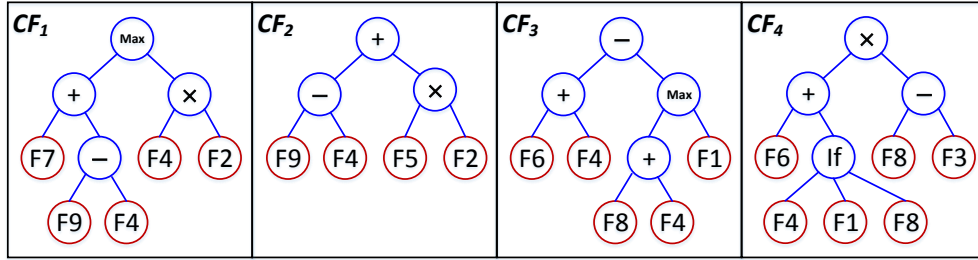 CF1 Max CF2 + CF3 − CF4 ×
+ × − × + Max + −
F7 − F4 F2 F9 F4 F5 F2 F6 F4 + F1 F6 If F8 F3
F9 F4 F8 F4 F4 F1 F8